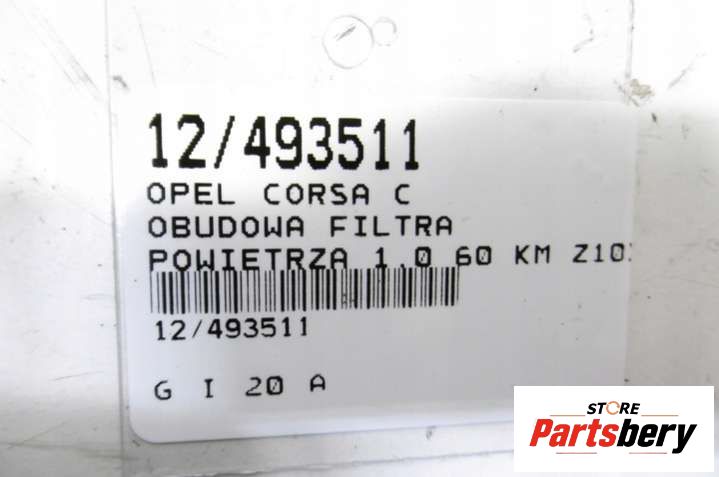 12/493511
OPEL CORSA C
OBUDOWA FILTRA
POWIETRZA 1.0 60 KM
12/493511
G I 20 A
STORE
Partsbery